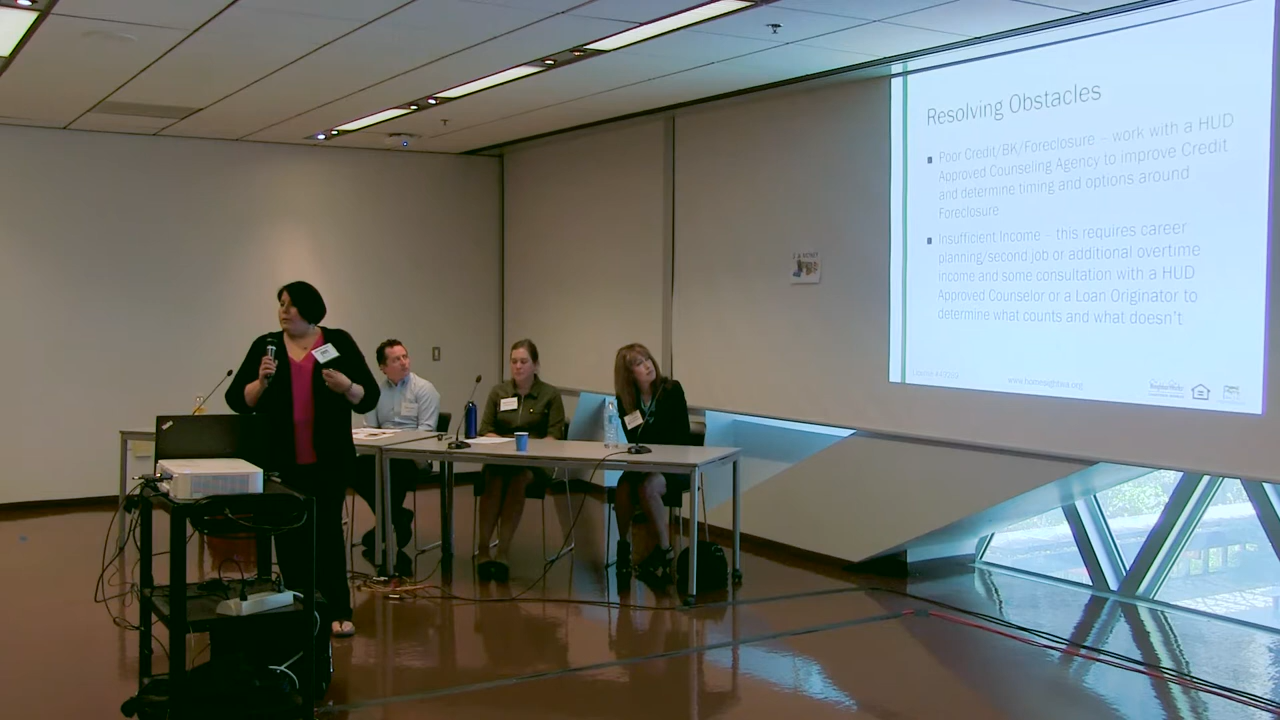 Resolving Obstacles
Poor Credit/BK/Foreclosure – work with a HUD
Approved Counseling Agency to improve Credit
and determine timing and options around
Foreclosure
Insufficient Income – this requires career
planning/second job or additional overtime
income and some consultation with a HUD
Approved Counselor or a Loan Originator to
determine what counts and what doesn't
www.homesightwa.org